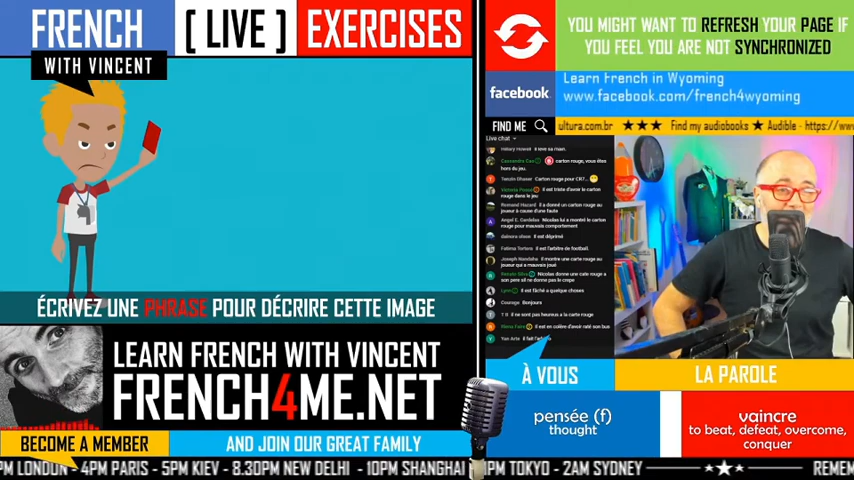 FRENCH
[ LIVE ]
EXERCISES
WITH VINCENT
YOU MIGHT WANT TO REFRESH YOUR PAGE IF
YOU FEEL YOU ARE NOT SYNCHRONIZED
facebook.
Learn French in Wyoming
www.facebook.com/french4wyoming
FIND ME
ultura.com.br ★★★ Find my audiobooks ★ Audible - https://www
Live chat
il lève sa main.
carton rouge, vous êtes
hors du jeu.
Carton rouge pour CR7...
il est triste d'avoir le carton
rouge dans le jeu
il a donné un carton rouge au
joueur à cause d'une faute
Nicolas lui a montré le carton
rouge pour mauvais comportement
il est déprimé
il est l'arbitre de football.
il montre une carte rouge au
joueur qui a mauvais joué
Nicolas donne une cate rouge a
son pere sil ne donne pas le crepe
il est fâché a quelque choses
Courage Bonjours
il ne sont pas heureux a la carte rouge
il est en colère d'avoir raté son bus
ÉCRIVEZ UNE PHRASE POUR DÉCRIRE CETTE IMAGE
LEARN FRENCH WITH VINCENT
FRENCH4ME.NET
À VOUS
LA PAROLE
pensée (f)
thought
vaincre
to beat, defeat, overcome,
conquer
BECOME A MEMBER
AND JOIN OUR GREAT FAMILY
PM LONDON - 4PM PARIS - 5PM KIEV - 8.30PM NEW DELHI - 10PM SHANGHAI
PM TOKYO - 2AM SYDNEY ★ REMEM